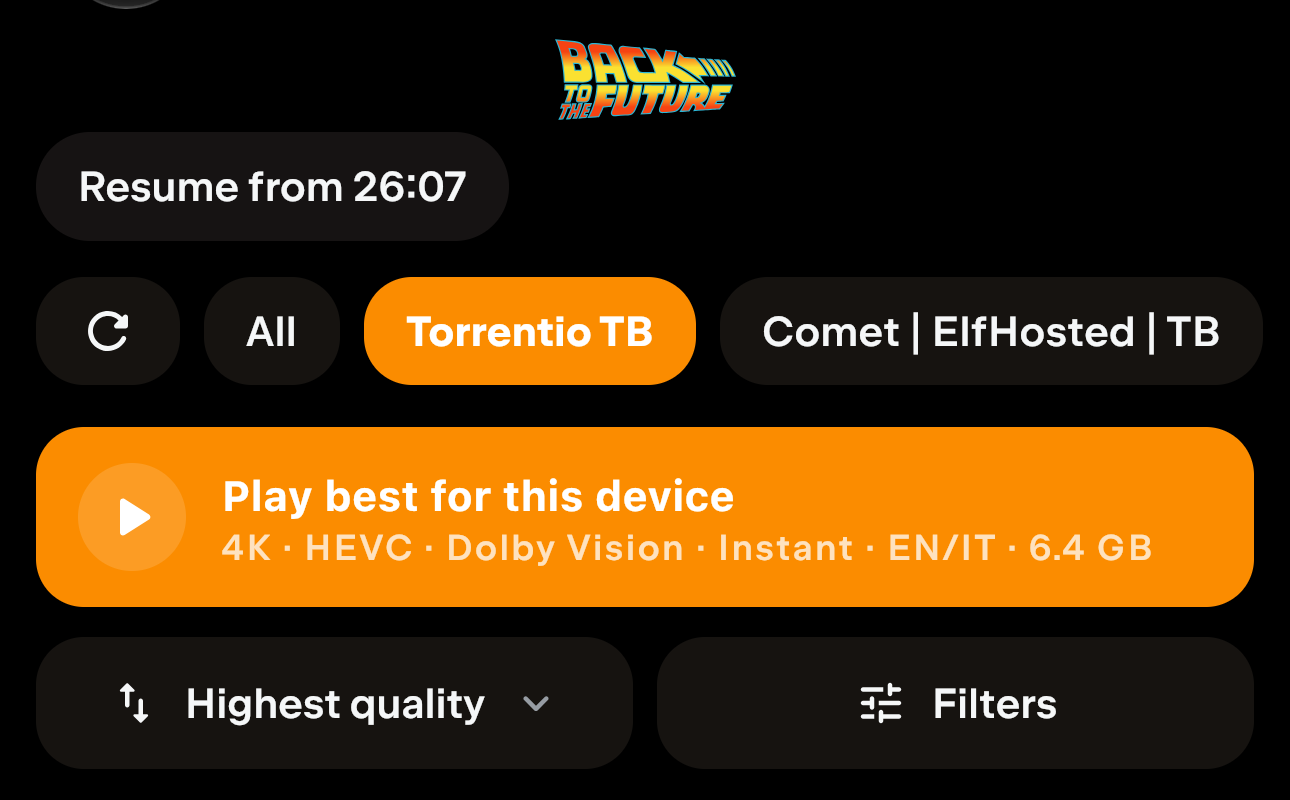 BACK
TO
THE FUTURE
Resume from 26:07
All
Torrentio TB
Comet | ElfHosted | TB
Play best for this device
4K · HEVC · Dolby Vision · Instant · EN/IT · 6.4 GB
Highest quality
Filters